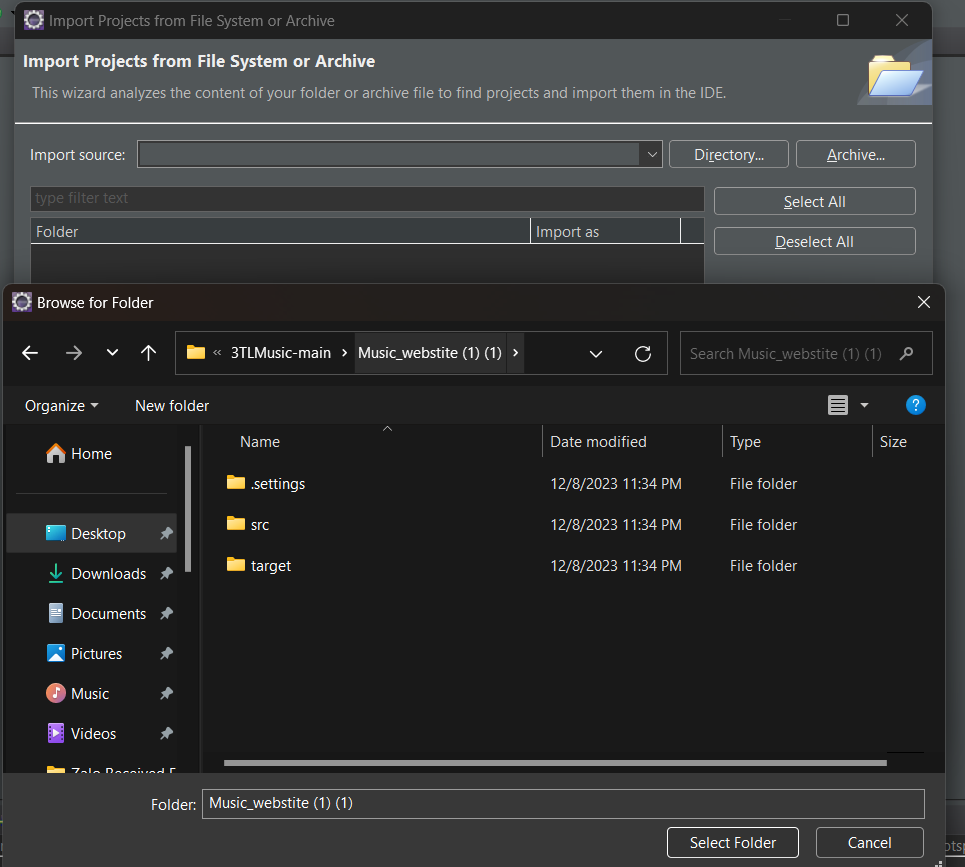 Import Projects from File System or Archive
Import Projects from File System or Archive
This wizard analyzes the content of your folder or archive file to find projects and import them in the IDE.
Import source:
Directory...
Archive...
type filter text
Select All
Folder
Import as
Deselect All
Browse for Folder
« 3TLMusic-main > Music_webstite (1) (1) >
Search Music_webstite (1) (1)
Organize
New folder
?
Name
Date modified
Type
Size
Home
.settings
12/8/2023 11:34 PM
File folder
src
12/8/2023 11:34 PM
File folder
target
12/8/2023 11:34 PM
File folder
Desktop
Downloads
Documents
Pictures
Music
Videos
Zalo Received F
Folder:
Music_webstite (1) (1)
Select Folder
Cancel